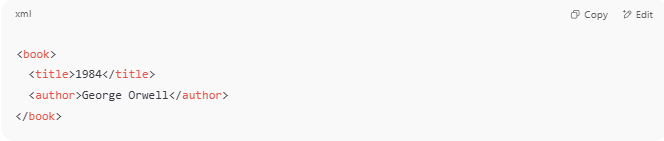 xml
Copy
Edit
<book>
  <title>1984</title>
  <author>George Orwell</author>
</book>